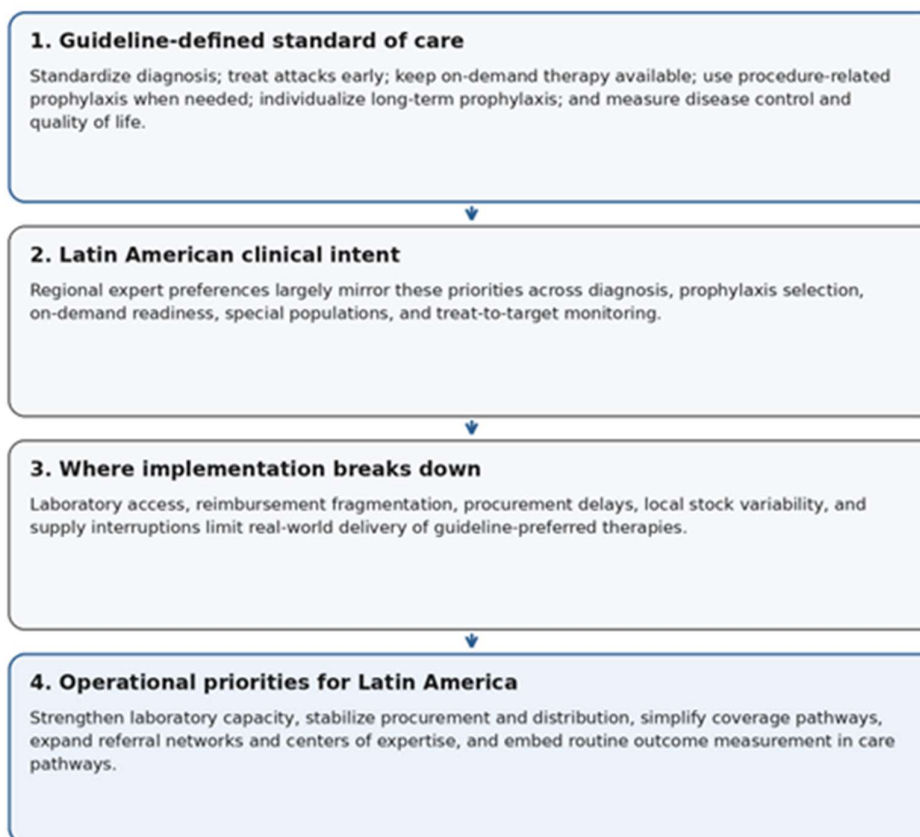 1. Guideline-defined standard of care
Standardize diagnosis; treat attacks early; keep on-demand therapy available; use procedure-related
prophylaxis when needed; individualize long-term prophylaxis; and measure disease control and
quality of life.
2. Latin American clinical intent
Regional expert preferences largely mirror these priorities across diagnosis, prophylaxis selection,
on-demand readiness, special populations, and treat-to-target monitoring.
3. Where implementation breaks down
Laboratory access, reimbursement fragmentation, procurement delays, local stock variability, and
supply interruptions limit real-world delivery of guideline-preferred therapies.
4. Operational priorities for Latin America
Strengthen laboratory capacity, stabilize procurement and distribution, simplify coverage pathways,
expand referral networks and centers of expertise, and embed routine outcome measurement in care
pathways.